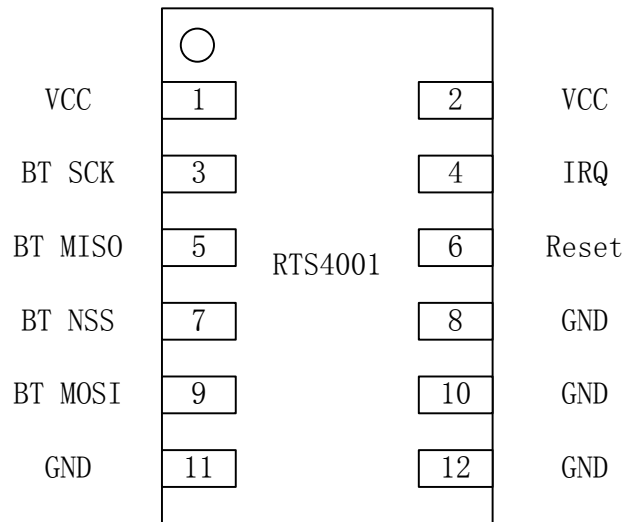 VCC 1 2 VCC
BT SCK 3 4 IRQ
BT MISO 5 6 Reset
RTS4001
BT NSS 7 8 GND
BT MOSI 9 10 GND
GND 11 12 GND